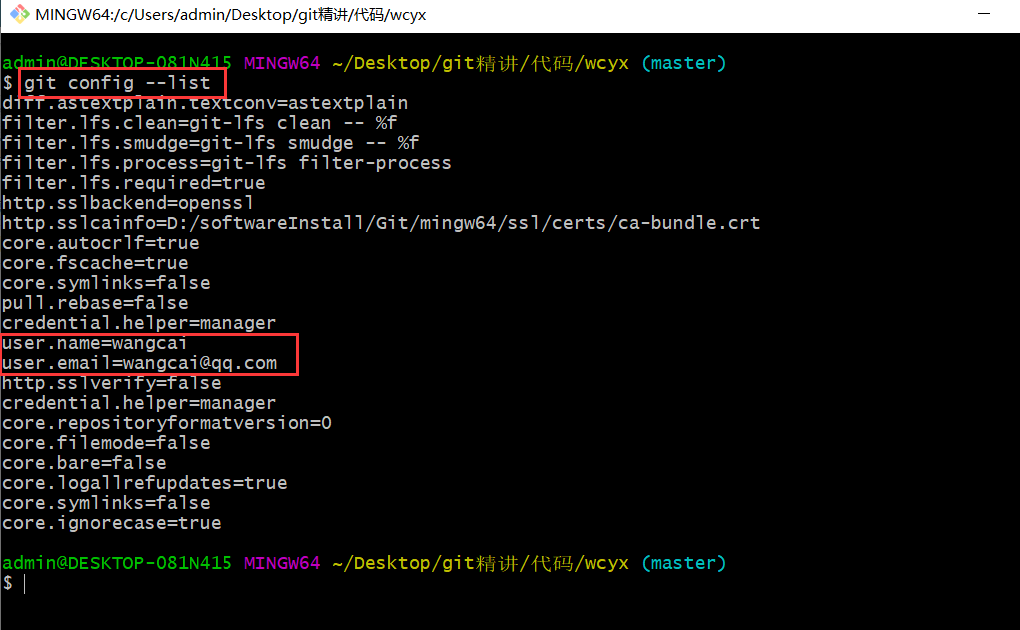 MINGW64:/c/Users/admin/Desktop/git精讲/代码/wcyx
admin@DESKTOP-081N415 MINGW64 ~/Desktop/git精讲/代码/wcyx (master)
$ git config --list
diff.astextplain.textconv=astextplain
filter.lfs.clean=git-lfs clean -- %f
filter.lfs.smudge=git-lfs smudge -- %f
filter.lfs.process=git-lfs filter-process
filter.lfs.required=true
http.sslbackend=openssl
http.sslcainfo=D:/softwareInstall/Git/mingw64/ssl/certs/ca-bundle.crt
core.autocrlf=true
core.fscache=true
core.symlinks=false
pull.rebase=false
credential.helper=manager
user.name=wangcai
user.email=wangcai@qq.com
http.sslverify=false
credential.helper=manager
core.repositoryformatversion=0
core.filemode=false
core.bare=false
core.logallrefupdates=true
core.symlinks=false
core.ignorecase=true
admin@DESKTOP-081N415 MINGW64 ~/Desktop/git精讲/代码/wcyx (master)
$